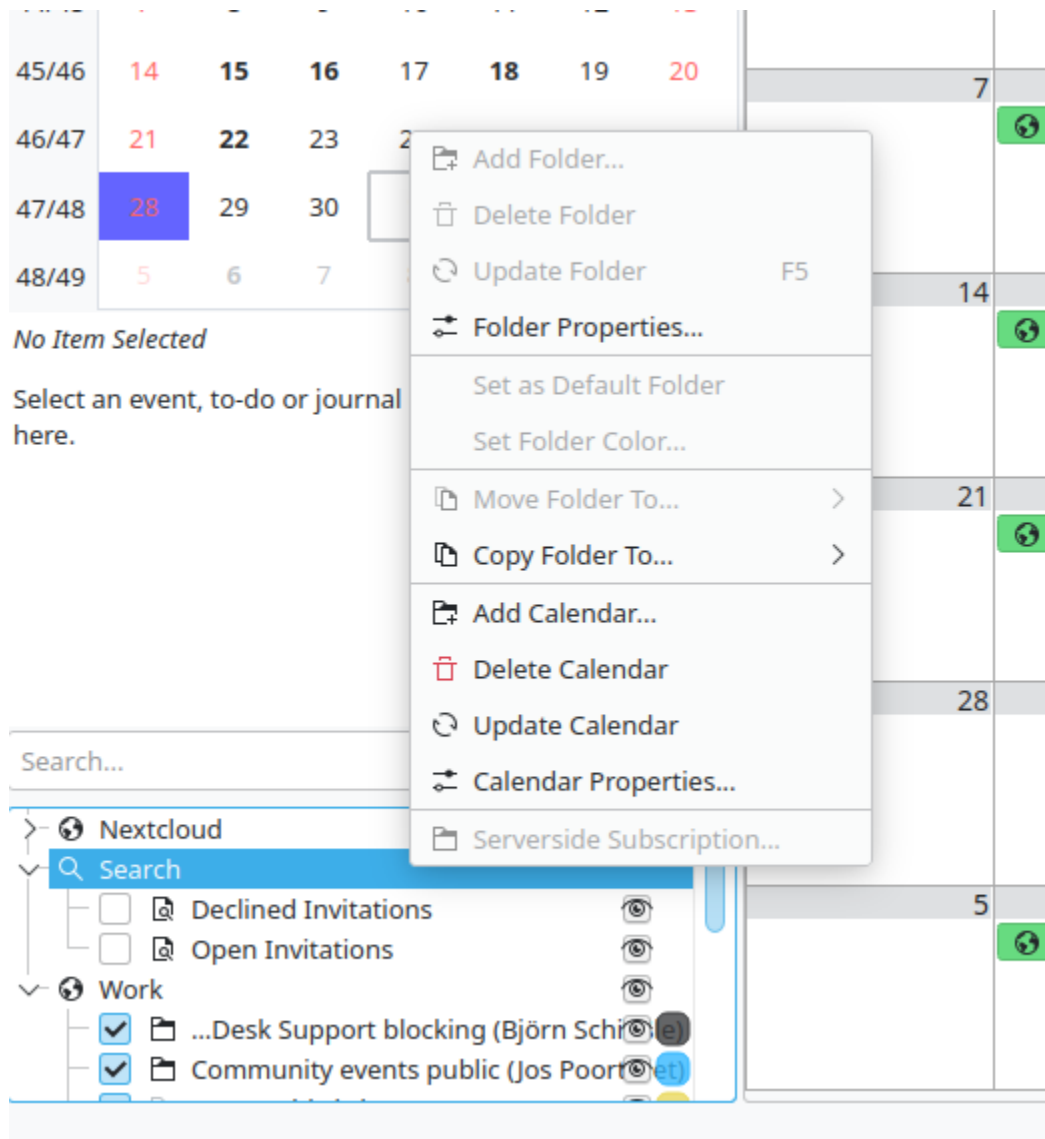 45/46 14 15 16 17 18 19 20
7
46/47 21 22 23
47/48 28 29 30
48/49 5 6 7
No Item Selected
Select an event, to-do or journal
here.
Add Folder...
Delete Folder
Update Folder F5
Folder Properties...
Set as Default Folder
Set Folder Color...
Move Folder To...
Copy Folder To...
Add Calendar...
Delete Calendar
Update Calendar
Calendar Properties...
Serverside Subscription...
14
21
28
5
Search...
Nextcloud
Search
Declined Invitations
Open Invitations
Work
...Desk Support blocking (Björn
Community events public (Jos